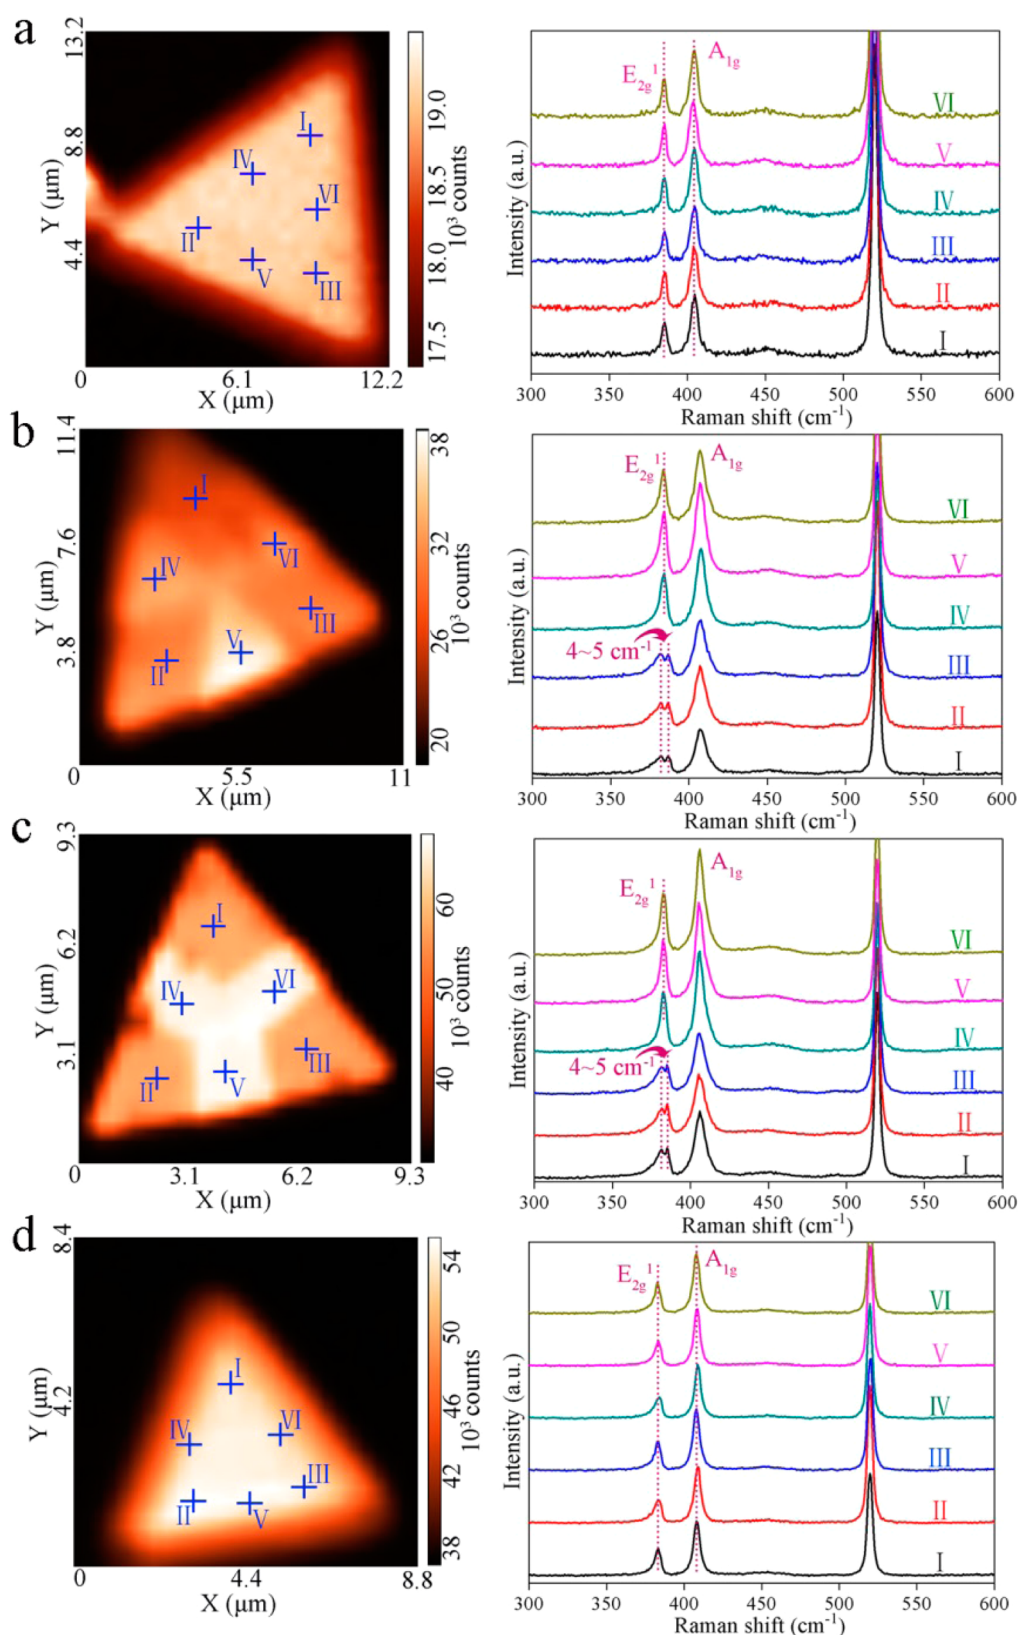 a
13.2
8.8
4.4
Y (μm)
I
IV
VI
II
V
III
0
6.1
12.2
X (μm)
19.0
18.5
18.0
17.5
10³ counts
E2g¹
A1g
VI
V
IV
III
II
I
Intensity (a.u.)
300 350 400 450 500 550 600
Raman shift (cm⁻¹)
b
11.4
7.6
3.8
Y (μm)
I
VI
IV
III
V
II
0
5.5
11
X (μm)
38
32
26
20
10³ counts
E2g¹
A1g
4~5 cm⁻¹
VI
V
IV
III
II
I
Intensity (a.u.)
300 350 400 450 500 550 600
Raman shift (cm⁻¹)
c
9.3
6.2
3.1
Y (μm)
I
IV
VI
III
II
V
0
3.1
6.2
9.3
X (μm)
60
50
40
10³ counts
E2g¹
A1g
4~5 cm⁻¹
VI
V
IV
III
II
I
Intensity (a.u.)
300 350 400 450 500 550 600
Raman shift (cm⁻¹)
d
8.4
4.2
Y (μm)
I
IV
VI
III
II
V
0
4.4
8.8
X (μm)
54
50
46
42
38
10³ counts
E2g¹
A1g
VI
V
IV
III
II
I
Intensity (a.u.)
300 350 400 450 500 550 600
Raman shift (cm⁻¹)